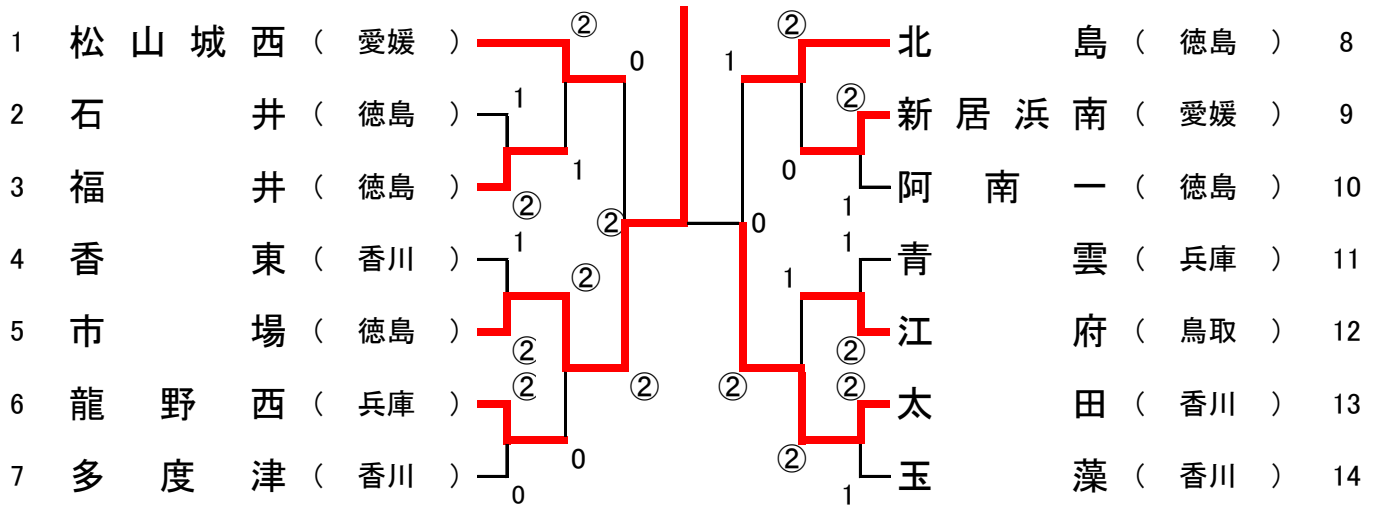 ②
②
1 松山城西（愛媛） 北島（徳島） 8
0 1
1 ②
2 石井（徳島） 新居浜南（愛媛） 9
1 0
3 福井（徳島） 阿南一（徳島） 10
② 1
② 0
1 1
4 香東（香川） 青雲（兵庫） 11
② 1
5 市場（徳島） 江府（鳥取） 12
② ②
② ② ② ②
6 龍野西（兵庫） 太田（香川） 13
0 ②
7 多度津（香川） 玉藻（香川） 14
0 1